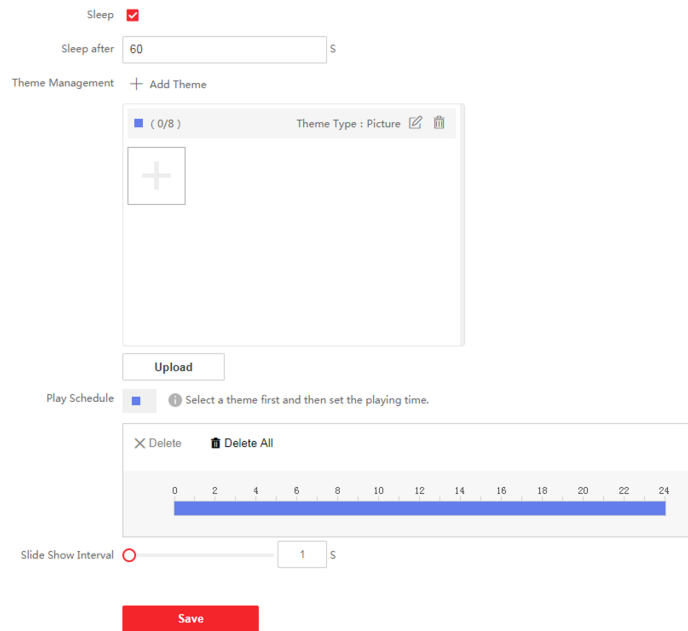 Sleep
Sleep after 60 S
Theme Management Add Theme
( 0/8 ) Theme Type : Picture
Upload
Play Schedule Select a theme first and then set the playing time.
Delete Delete All
0 2 4 6 8 10 12 14 16 18 20 22 24
Slide Show Interval 1 S
Save